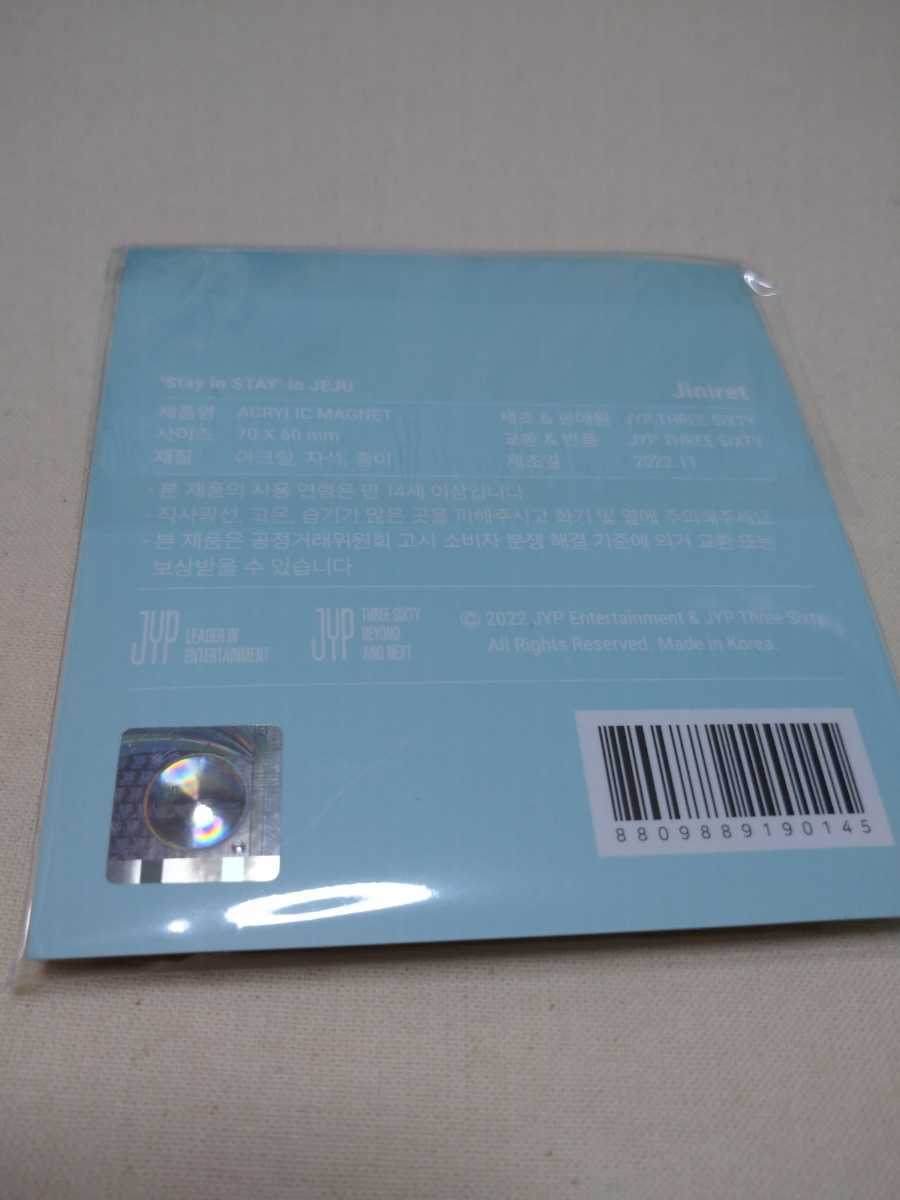 'Stay in STAY' in JEJU Jiniret
제품명 ACRYLIC MAGNET 제조 & 판매원 JYP THREE SIXTY
사이즈 70 X 60 mm 교환 & 반품 JYP THREE SIXTY
재질 아크릴, 자석, 종이 제조일 2022.11
· 본 제품의 사용 연령은 만 14세 이상입니다
· 직사광선, 고온, 습기가 많은 곳을 피해주시고 화기 및 열에 주의해주세요
· 본 제품은 공정거래위원회 고시 소비자 분쟁 해결 기준에 의거 교환 또는
보상받을 수 있습니다
JYP LEADER IN
ENTERTAINMENT
JYP THREE SIXTY
BEYOND
AND NEXT
© 2022 JYP Entertainment & JYP Three Sixty.
All Rights Reserved. Made in Korea.
8809889190145